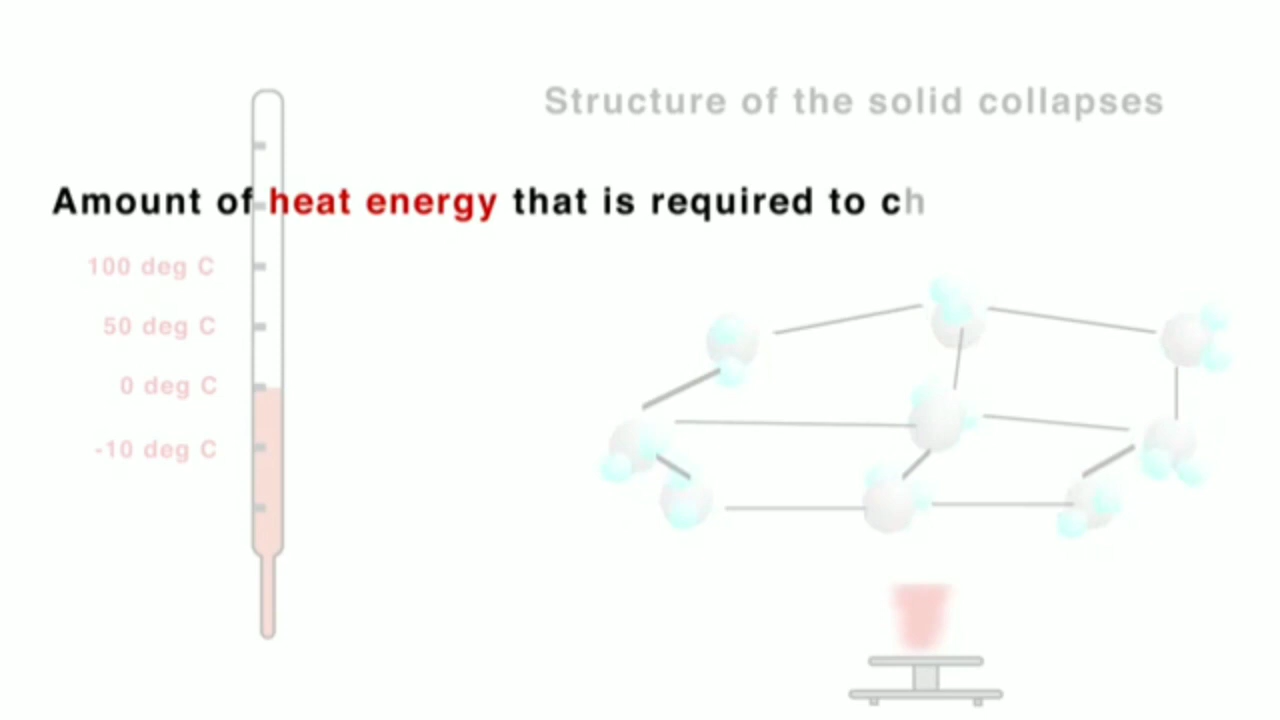 Structure of the solid collapses
Amount of heat energy that is required to ch
100 deg C
50 deg C
0 deg C
-10 deg C